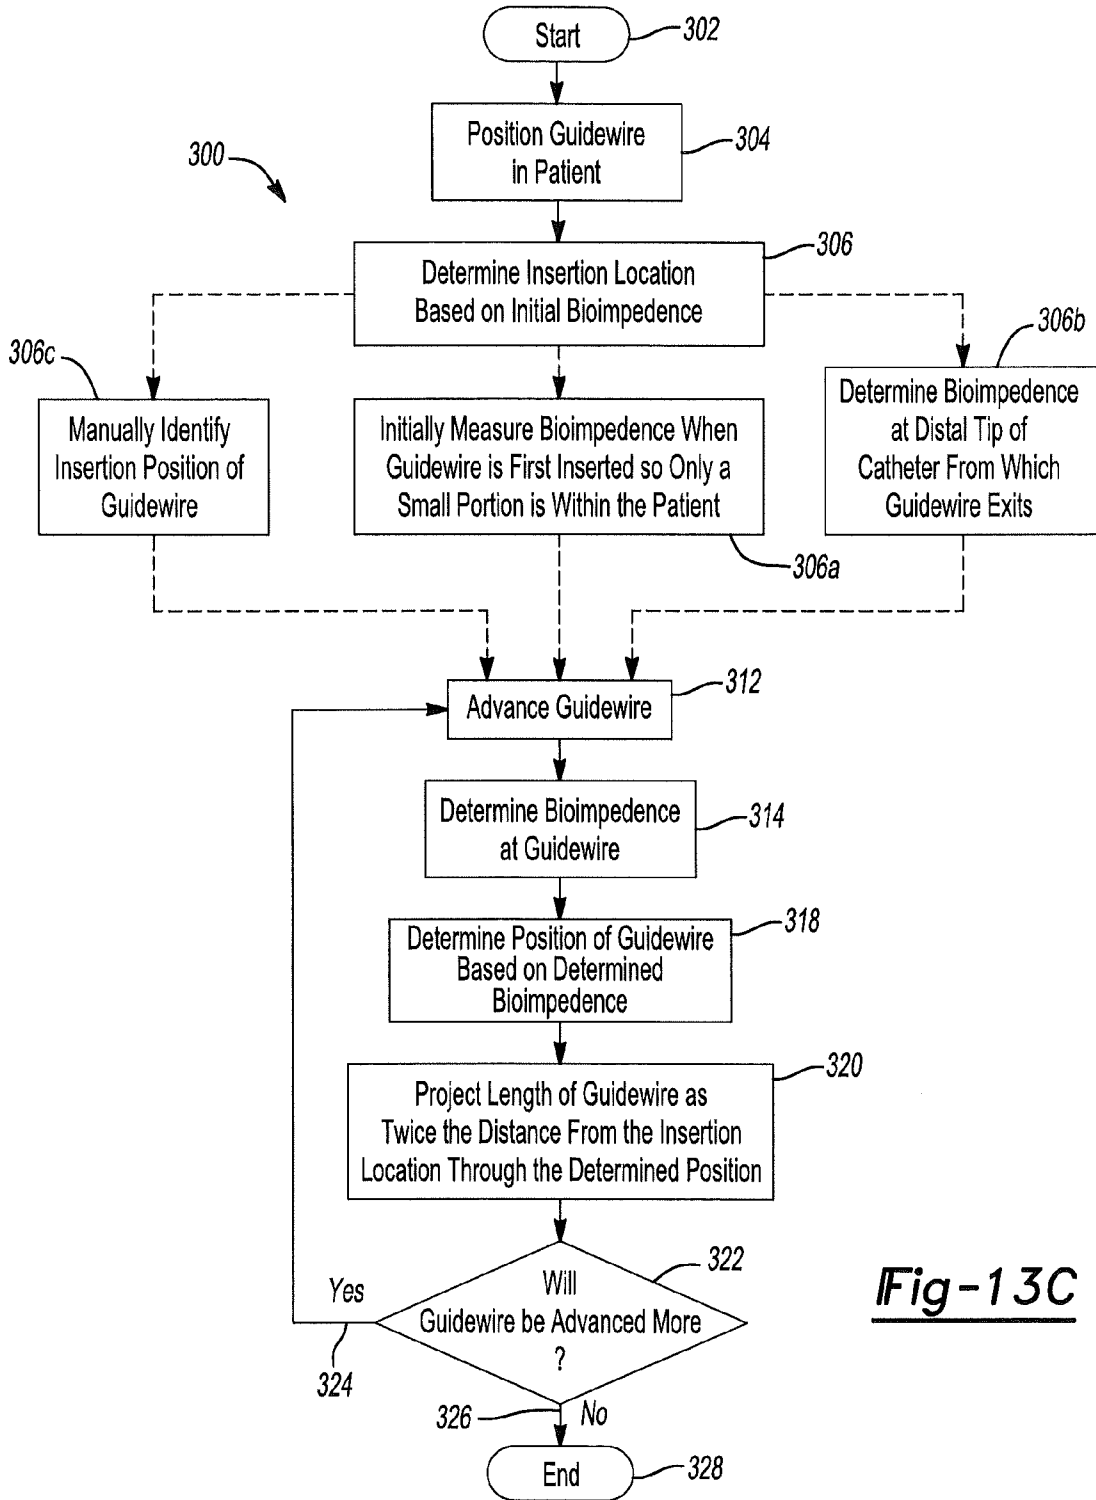 Start
302
Position Guidewire
in Patient
304
300
306
Determine Insertion Location
Based on Initial Bioimpedence
306c
306b
Manually Identify
Insertion Position of
Guidewire
Initially Measure Bioimpedence When
Guidewire is First Inserted so Only a
Small Portion is Within the Patient
306a
Determine Bioimpedence
at Distal Tip of
Catheter From Which
Guidewire Exits
Advance Guidewire
312
Determine Bioimpedence
at Guidewire
314
Determine Position of Guidewire
Based on Determined
Bioimpedence
318
Project Length of Guidewire as
Twice the Distance From the Insertion
Location Through the Determined Position
320
Will
Guidewire be Advanced More
?
322
Yes
324
326
No
End
328
Fig-13C